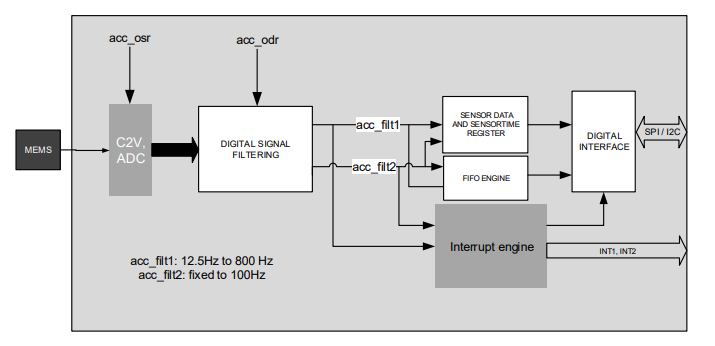 acc_osr
acc_odr
MEMS
C2V,
ADC
DIGITAL SIGNAL
FILTERING
acc_filt1
acc_filt2
SENSOR DATA
AND SENSORTIME
REGISTER
FIFO ENGINE
Interrupt engine
DIGITAL
INTERFACE
SPI / I2C
INT1, INT2
acc_filt1: 12.5Hz to 800 Hz
acc_filt2: fixed to 100Hz